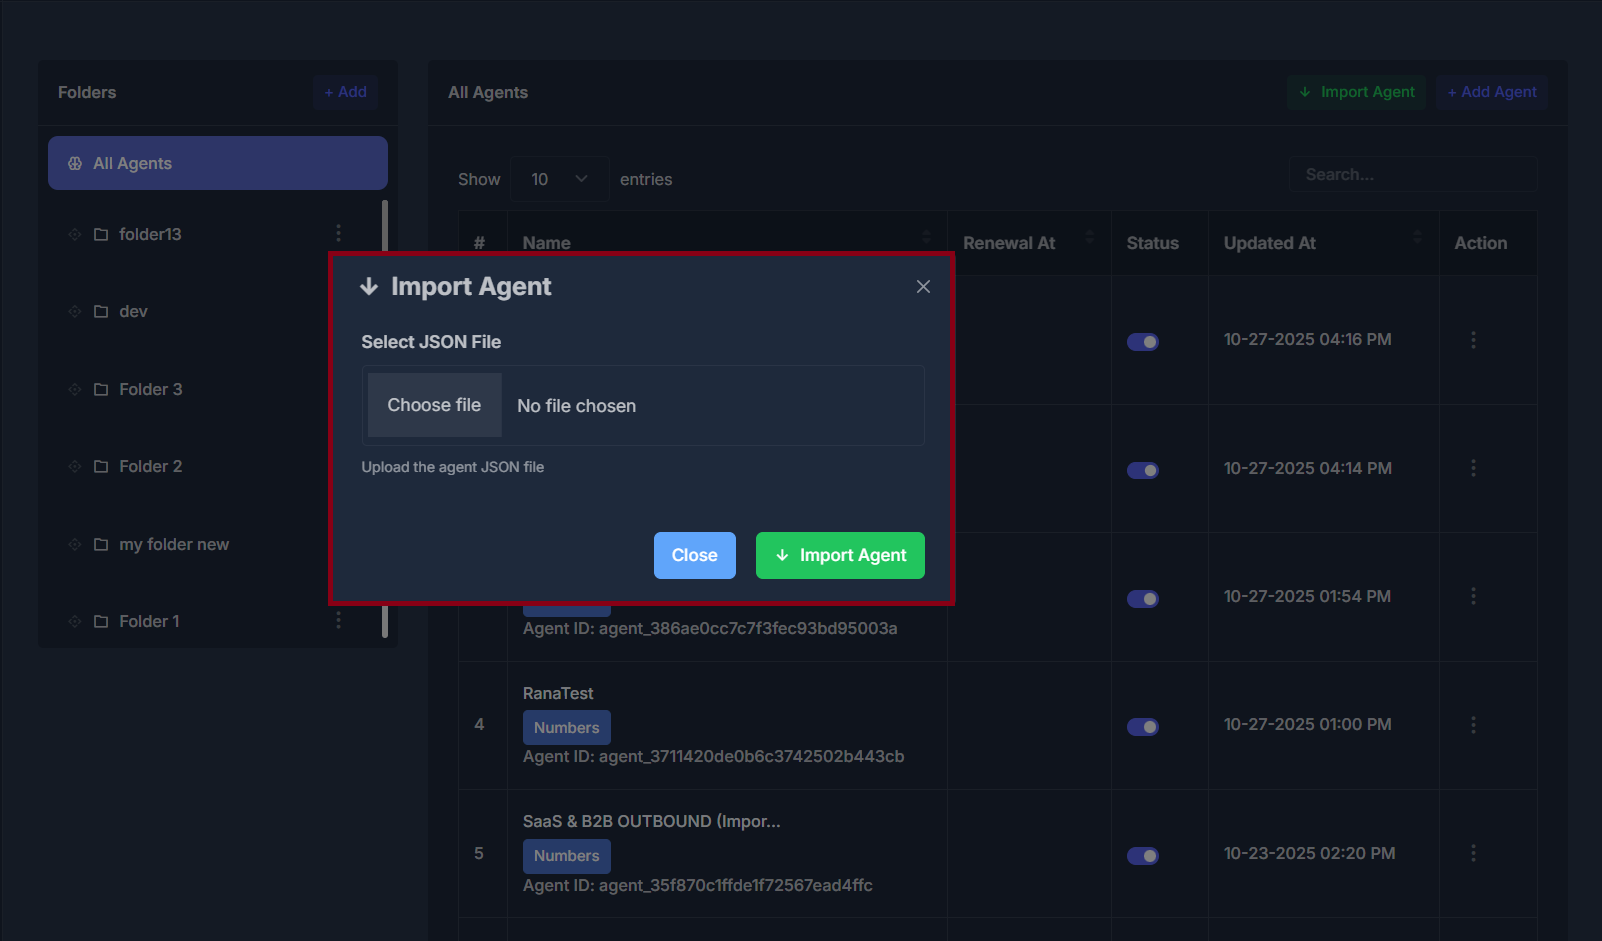 Folders
+ Add
All Agents
folder13
dev
Folder 3
Folder 2
my folder new
Folder 1
All Agents
Import Agent
+ Add Agent
Show 10 entries
Search...
# Name Renewal At Status Updated At Action
Import Agent
Select JSON File
Choose file No file chosen
Upload the agent JSON file
Close
Import Agent
10-27-2025 04:16 PM
10-27-2025 04:14 PM
10-27-2025 01:54 PM
Agent ID: agent_386ae0cc7c7f3fec93bd95003a
RanaTest
4
Numbers
10-27-2025 01:00 PM
Agent ID: agent_3711420de0b6c3742502b443cb
SaaS & B2B OUTBOUND (Impor...
5
Numbers
10-23-2025 02:20 PM
Agent ID: agent_35f870c1ffde1f72567ead4ffc